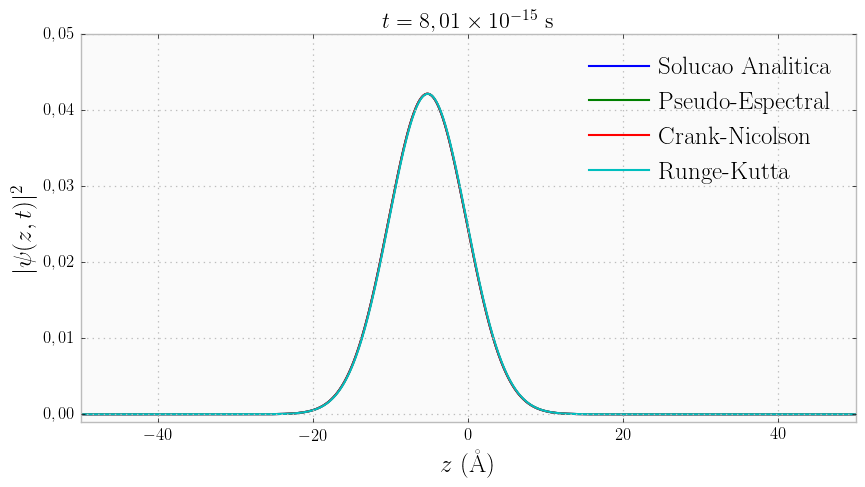 t = 8,01 × 10⁻¹⁵ s
0,05
0,04
0,03
0,02
0,01
0,00
|ψ(z, t)|²
Solucao Analitica
Pseudo-Espectral
Crank-Nicolson
Runge-Kutta
−40 −20 0 20 40
z (Å)